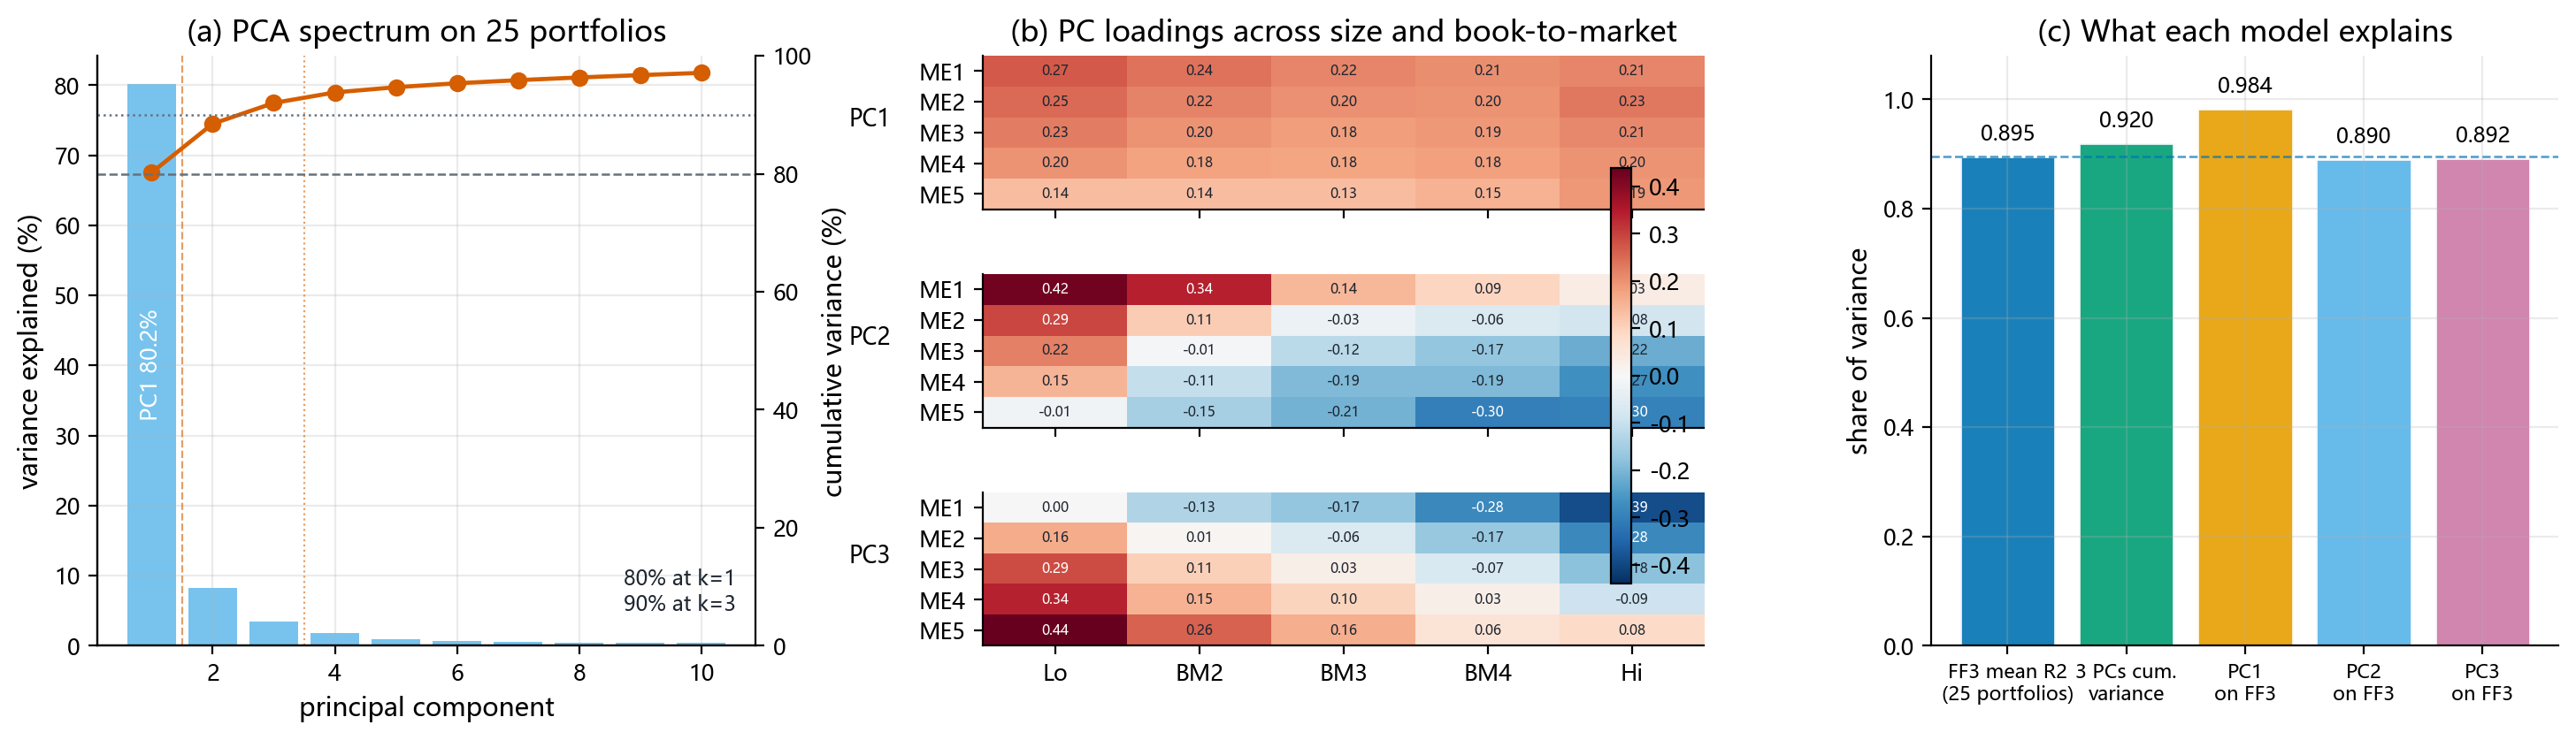 (a) PCA spectrum on 25 portfolios
variance explained (%)
80
70
60
50
40
30
20
10
0
PC1 80.2%
80% at k=1
90% at k=3
2
4
6
8
10
principal component
100
80
60
40
20
0
cumulative variance (%)
(b) PC loadings across size and book-to-market
PC1
ME1 0.27 0.24 0.22 0.21 0.21
ME2 0.25 0.22 0.20 0.20 0.23
ME3 0.23 0.20 0.18 0.19 0.21
ME4 0.20 0.18 0.18 0.18 0.20
ME5 0.14 0.14 0.13 0.15
PC2
ME1 0.42 0.34 0.14 0.09
ME2 0.29 0.11 -0.03 -0.06
ME3 0.22 -0.01 -0.12 -0.17
ME4 0.15 -0.11 -0.19 -0.19
ME5 -0.01 -0.15 -0.21 -0.30
PC3
ME1 0.00 -0.13 -0.17 -0.28
ME2 0.16 0.01 -0.06 -0.17
ME3 0.29 0.11 0.03 -0.07
ME4 0.34 0.15 0.10 0.03 -0.09
ME5 0.44 0.26 0.16 0.06 0.08
Lo BM2 BM3 BM4 Hi
0.4
0.3
0.2
0.1
0.0
-0.1
-0.2
-0.3
-0.4
(c) What each model explains
share of variance
1.0
0.8
0.6
0.4
0.2
0.0
0.895
0.920
0.984
0.890
0.892
FF3 mean R2
(25 portfolios)
3 PCs cum.
variance
PC1
on FF3
PC2
on FF3
PC3
on FF3